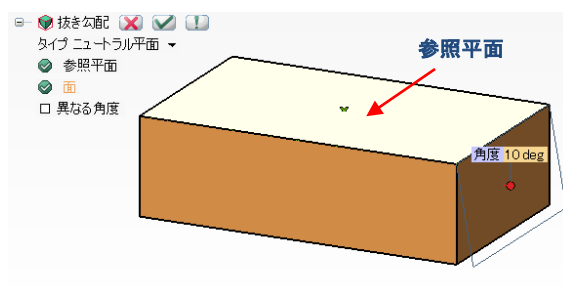 抜き勾配
タイプ ニュートラル平面
参照平面
面
異なる角度
参照平面
角度 10 deg